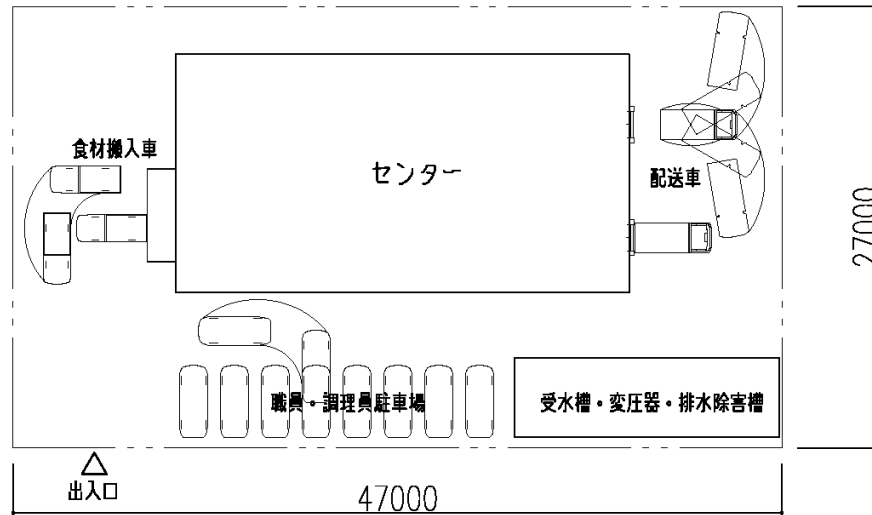 食材搬入車
センター
配送車
27000
職員・調理員駐車場
受水槽・変圧器・排水除害槽
出入口
47000